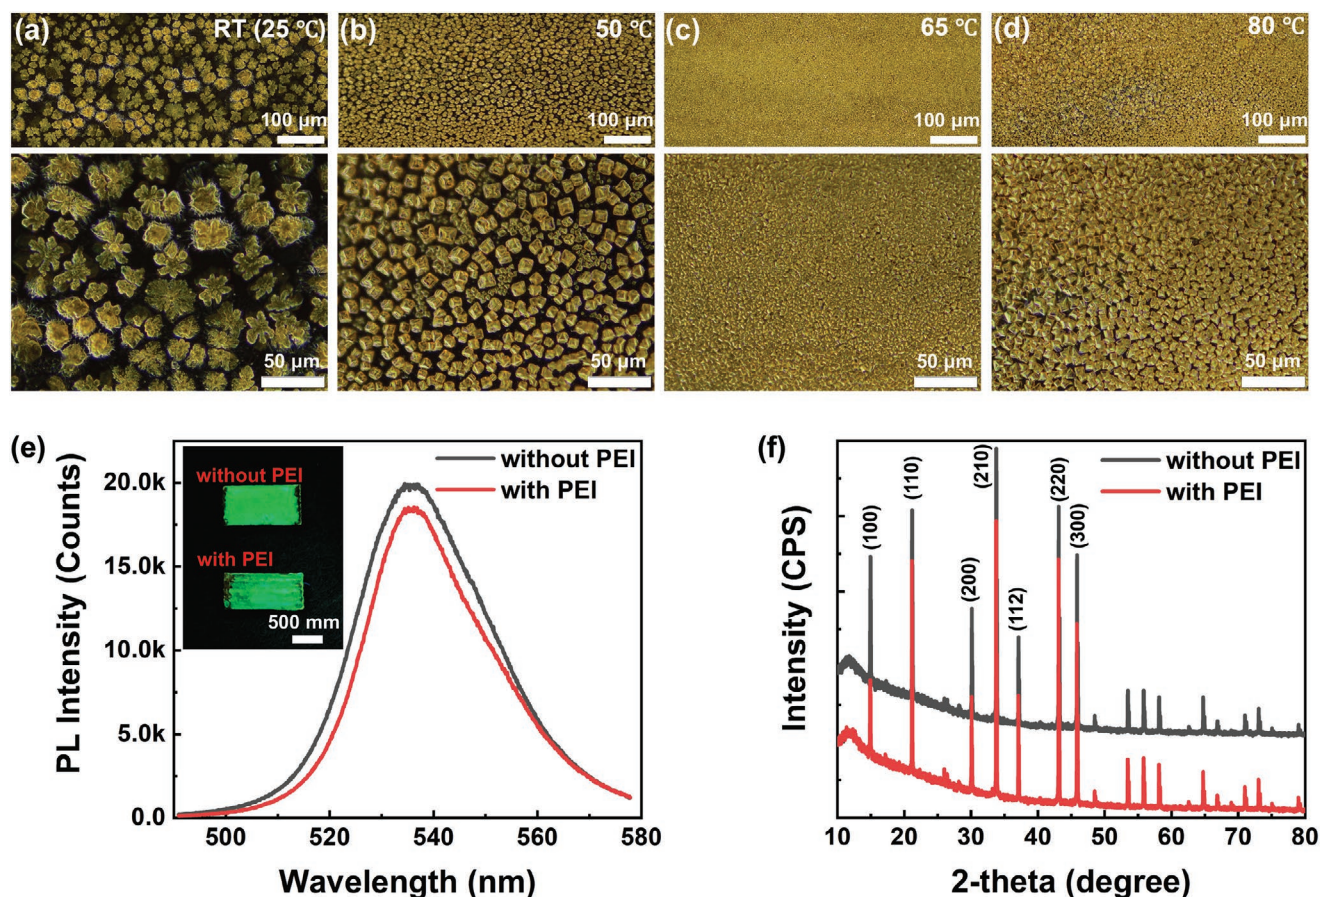 (a) RT (25 ℃)
100 μm
50 μm
(b) 50 ℃
100 μm
50 μm
(c) 65 ℃
100 μm
50 μm
(d) 80 ℃
100 μm
50 μm
(e)
without PEI
with PEI
without PEI
with PEI
500 mm
20.0k
15.0k
10.0k
5.0k
0.0
PL Intensity (Counts)
500 520 540 560 580
Wavelength (nm)
(f)
without PEI
with PEI
(100)
(110)
(200)
(210)
(112)
(220)
(300)
Intensity (CPS)
10 20 30 40 50 60 70 80
2-theta (degree)